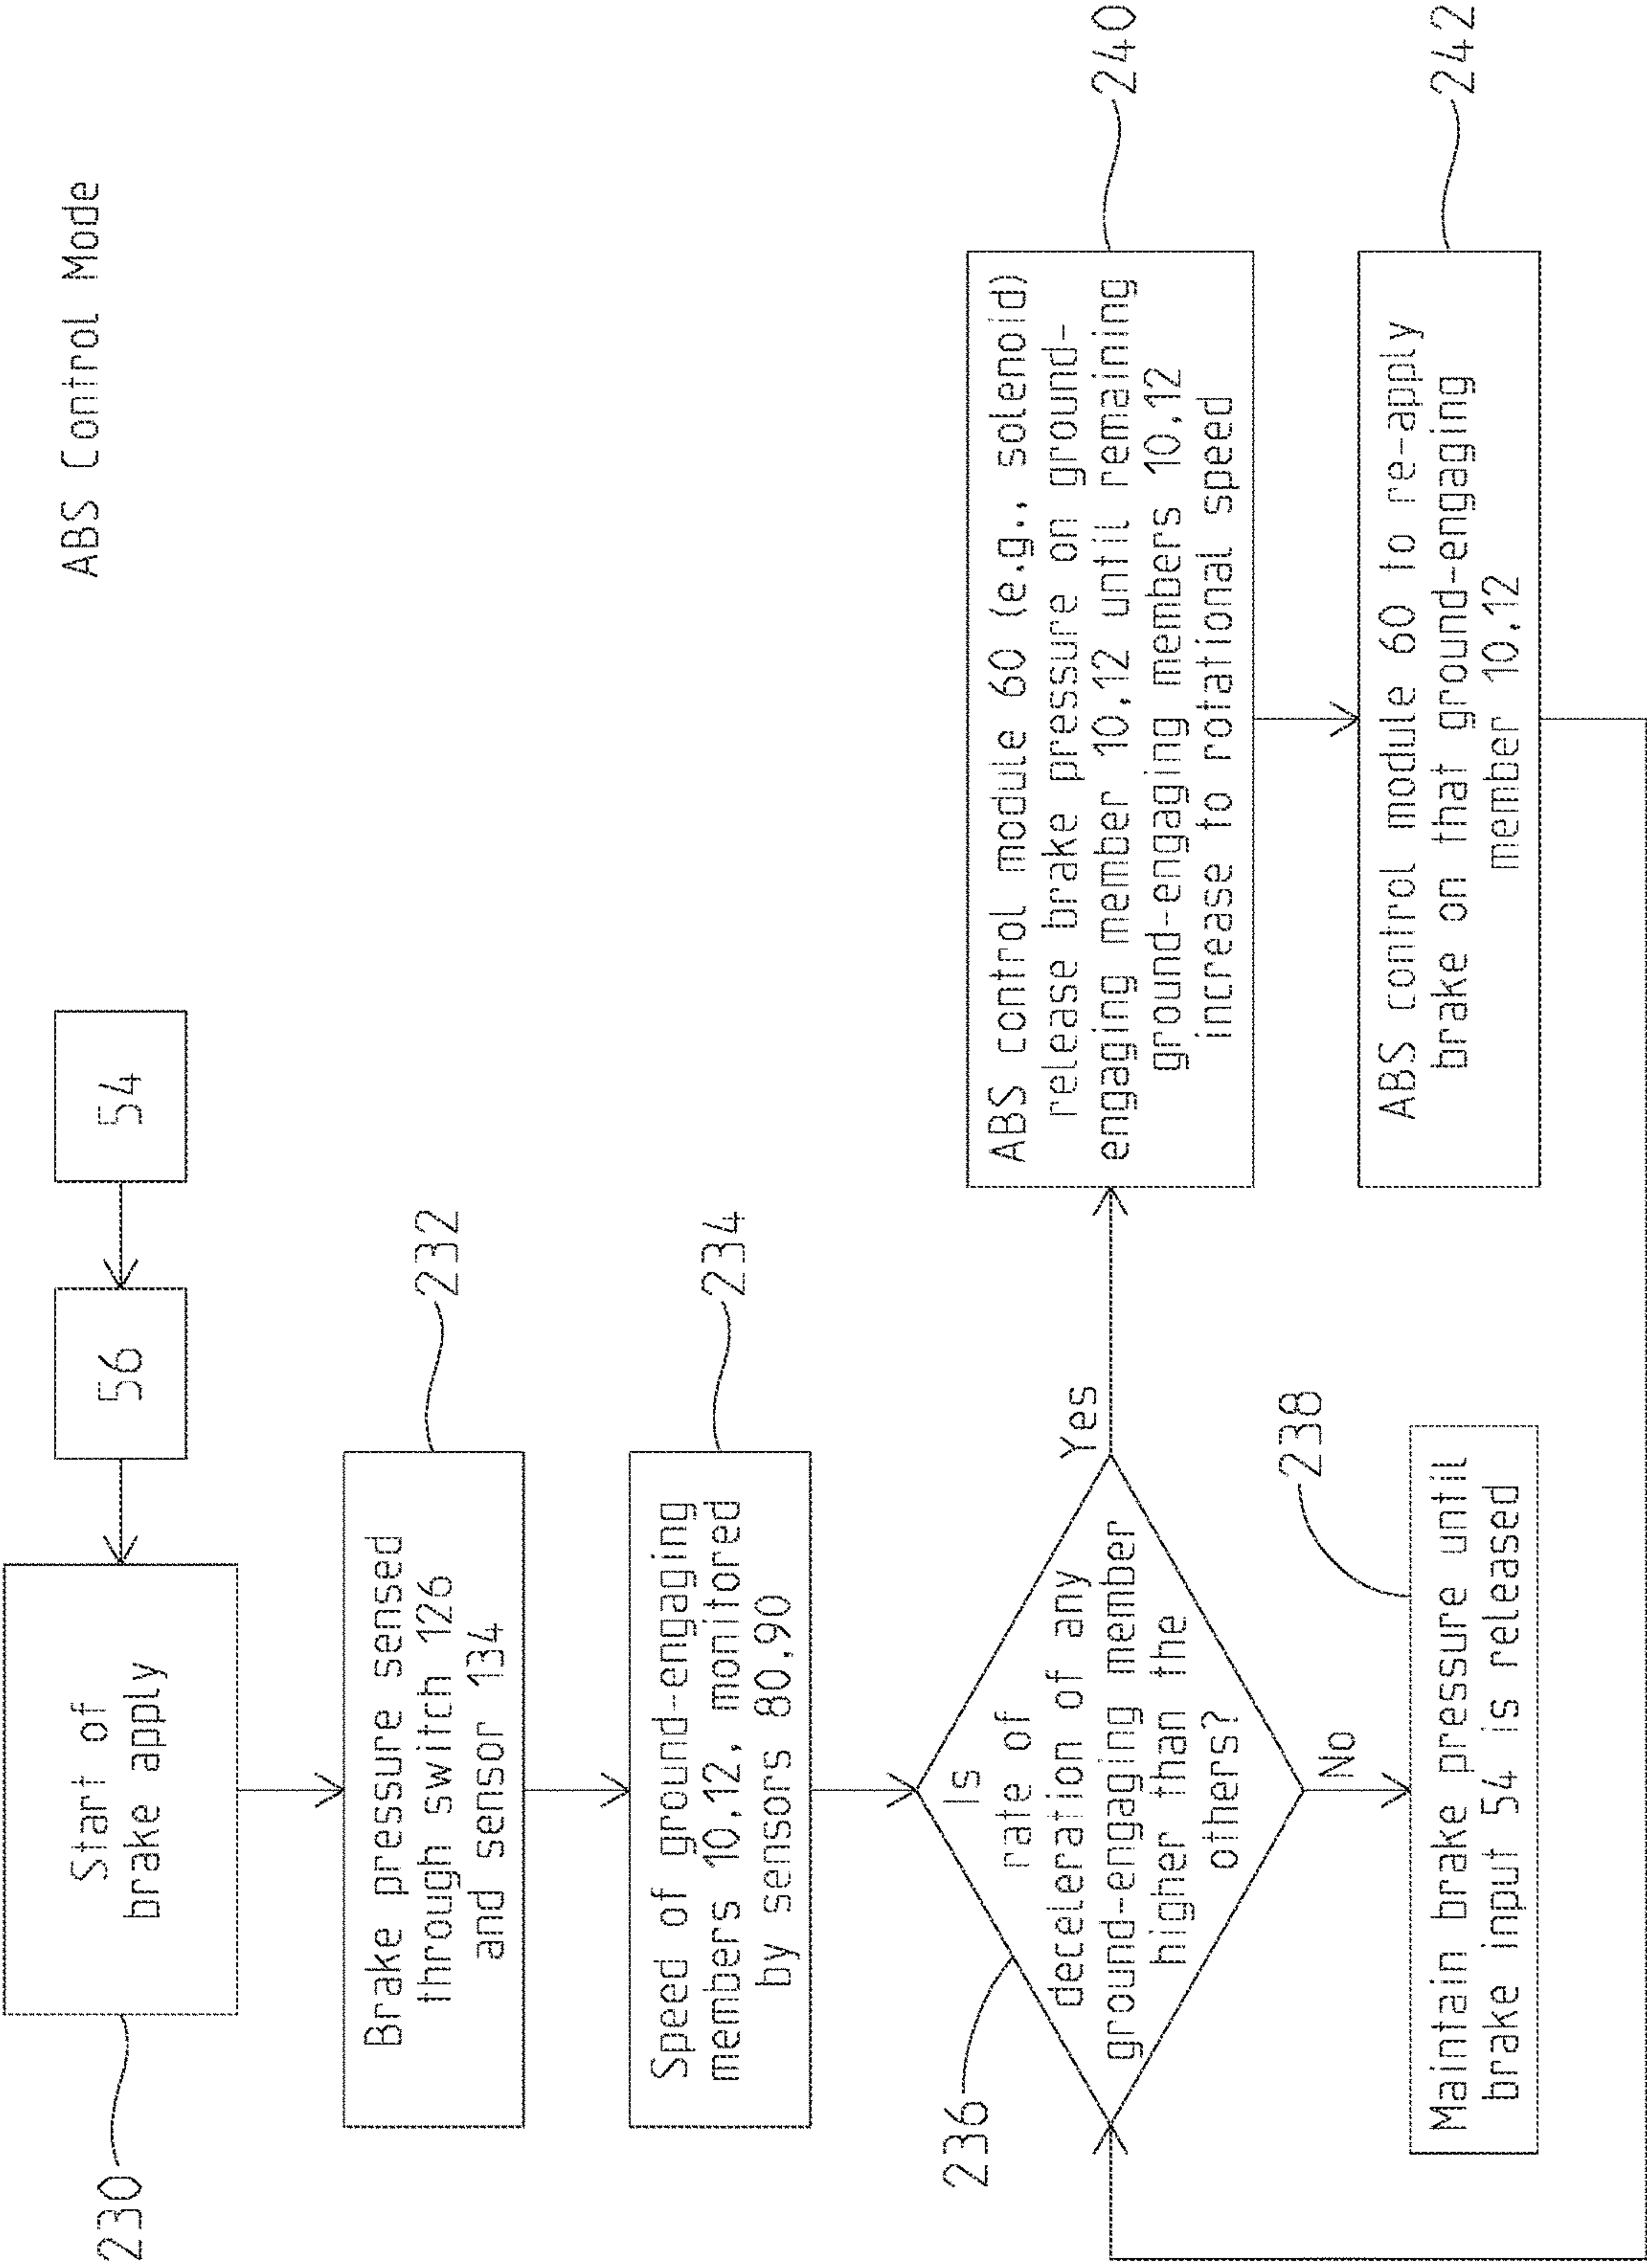 ABS Control Mode
54
56
Start of
brake apply
230
Brake pressure sensed
through switch 126
and sensor 134
232
Speed of ground-engaging
members 10,12, monitored
by sensors 80,90
234
Is
rate of
deceleration of any
ground-engaging member
higher than the
others?
236
Yes
No
Maintain brake pressure until
brake input 54 is released
238
ABS control module 60 (e.g., solenoid)
release brake pressure on ground-
engaging member 10,12 until remaining
ground-engaging members 10,12
increase to rotational speed
240
ABS control module 60 to re-apply
brake on that ground-engaging
member 10,12
242